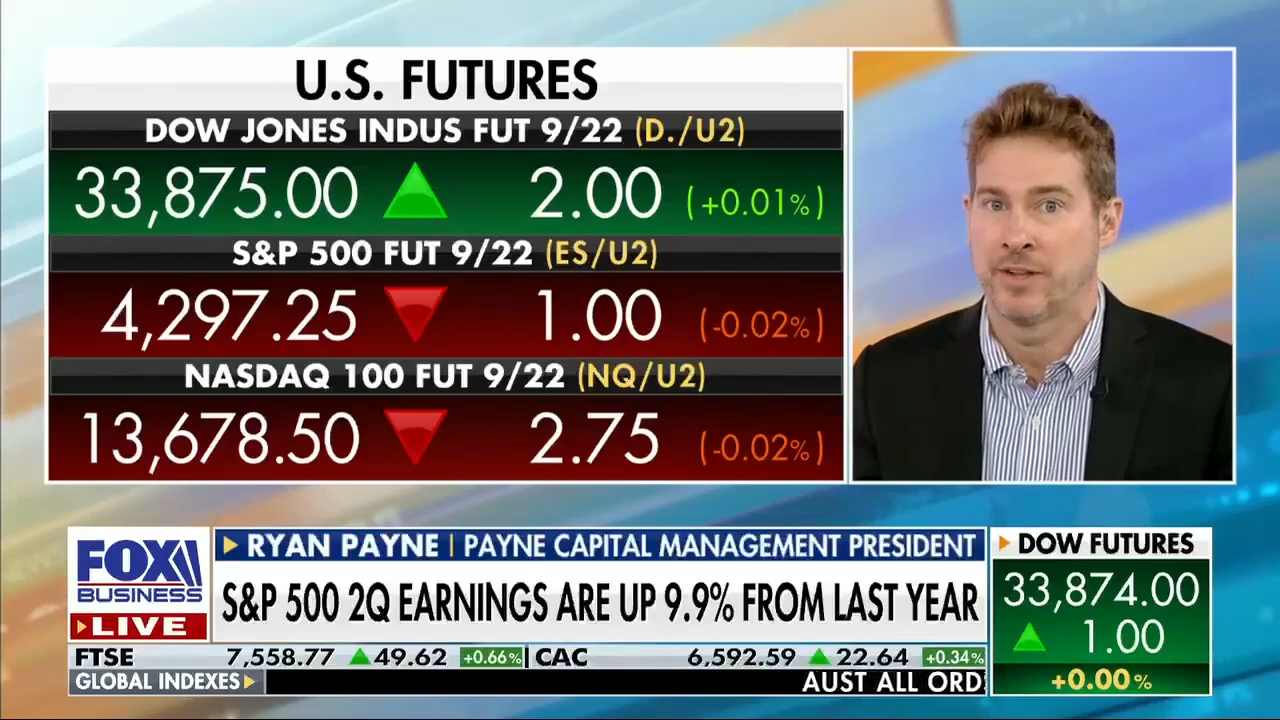 U.S. FUTURES
DOW JONES INDUS FUT 9/22 (D./U2)
33,875.00 2.00 (+0.01%)
S&P 500 FUT 9/22 (ES/U2)
4,297.25 1.00 (-0.02%)
NASDAQ 100 FUT 9/22 (NQ/U2)
13,678.50 2.75 (-0.02%)
FOX
BUSINESS
LIVE
RYAN PAYNE | PAYNE CAPITAL MANAGEMENT PRESIDENT
S&P 500 2Q EARNINGS ARE UP 9.9% FROM LAST YEAR
DOW FUTURES
33,874.00
1.00
+0.00%
FTSE 7,558.77 49.62 +0.66% CAC 6,592.59 22.64 +0.34%
GLOBAL INDEXES AUST ALL ORD